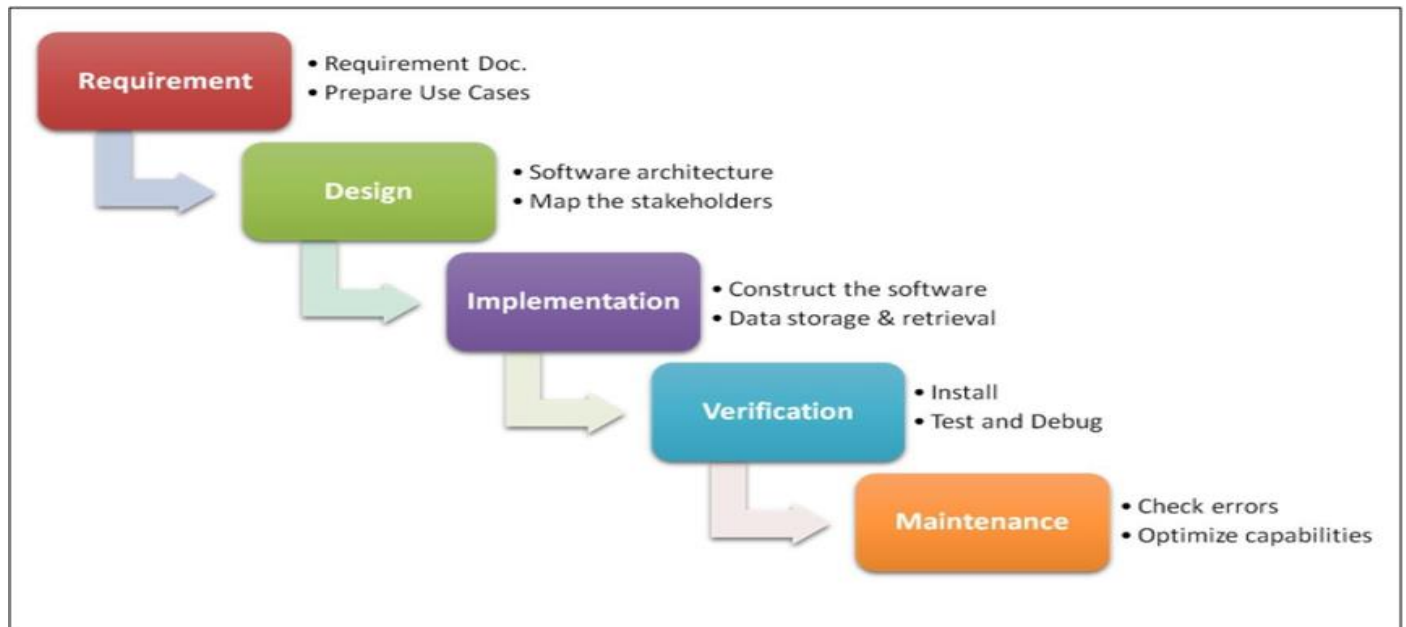 Requirement
• Requirement Doc.
• Prepare Use Cases
Design
• Software architecture
• Map the stakeholders
Implementation
• Construct the software
• Data storage & retrieval
Verification
• Install
• Test and Debug
Maintenance
• Check errors
• Optimize capabilities